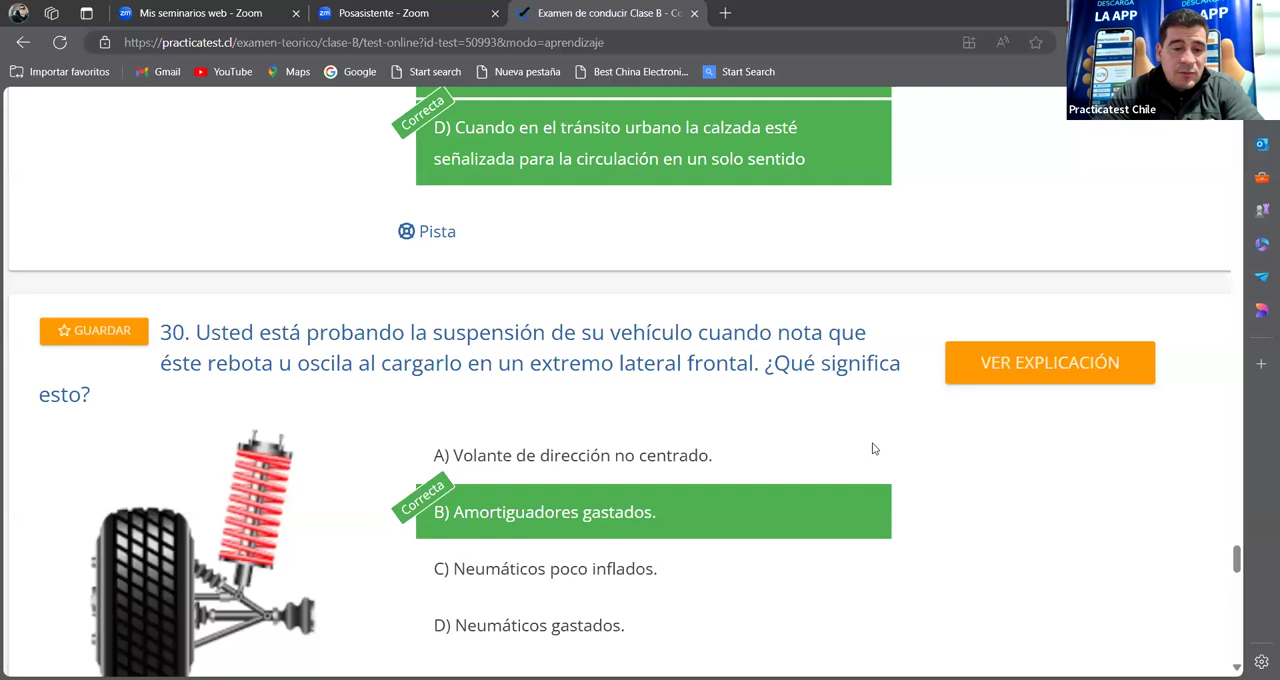 Mis seminarios web - Zoom
Posasistente - Zoom
Examen de conducir Clase B - Co
https://practicatest.cl/examen-teorico/clase-B/test-online?id-test=50993&modo=aprendizaje
Importar favoritos
Gmail
YouTube
Maps
Google
Start search
Nueva pestaña
Best China Electroni...
Start Search
DESCARGA
LA APP
APP
Practicatest Chile
Correcta
D) Cuando en el tránsito urbano la calzada esté
señalizada para la circulación en un solo sentido
Pista
GUARDAR
30. Usted está probando la suspensión de su vehículo cuando nota que
éste rebota u oscila al cargarlo en un extremo lateral frontal. ¿Qué significa
esto?
VER EXPLICACIÓN
A) Volante de dirección no centrado.
Correcta
B) Amortiguadores gastados.
C) Neumáticos poco inflados.
D) Neumáticos gastados.